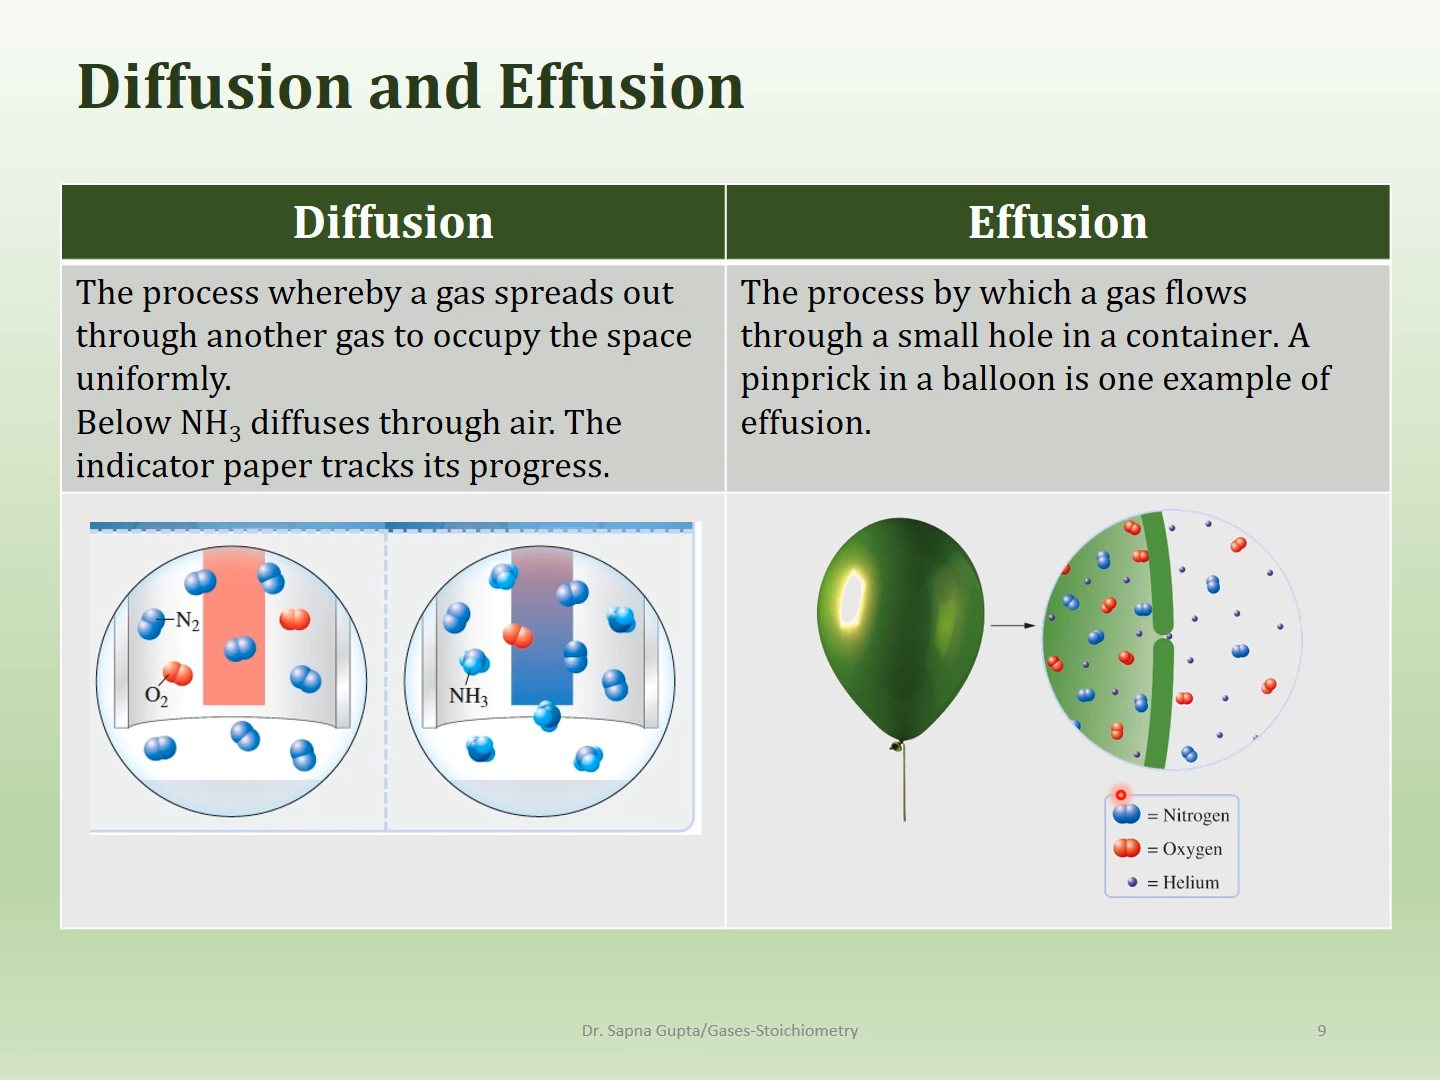 Diffusion and Effusion
Diffusion
Effusion
The process whereby a gas spreads out
through another gas to occupy the space
uniformly.
Below NH₃ diffuses through air. The
indicator paper tracks its progress.
The process by which a gas flows
through a small hole in a container. A
pinprick in a balloon is one example of
effusion.
N₂
O₂
NH₃
= Nitrogen
= Oxygen
= Helium
Dr. Sapna Gupta/Gases-Stoichiometry
9